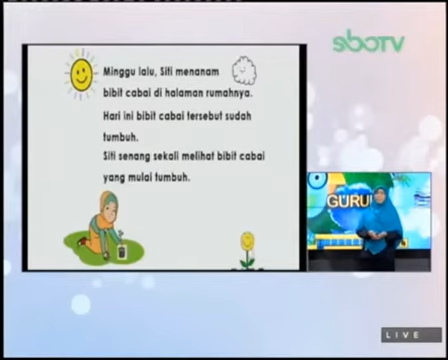 sboTV
Minggu lalu, Siti menanam
bibit cabai di halaman rumahnya.
Hari ini bibit cabai tersebut sudah
tumbuh.
Siti senang sekali melihat bibit cabai
yang mulai tumbuh.
GURU
LIVE